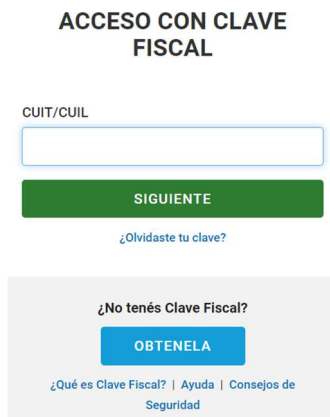 ACCESO CON CLAVE
FISCAL
CUIT/CUIL
SIGUIENTE
¿Olvidaste tu clave?
¿No tenés Clave Fiscal?
OBTENELA
¿Qué es Clave Fiscal? | Ayuda | Consejos de
Seguridad